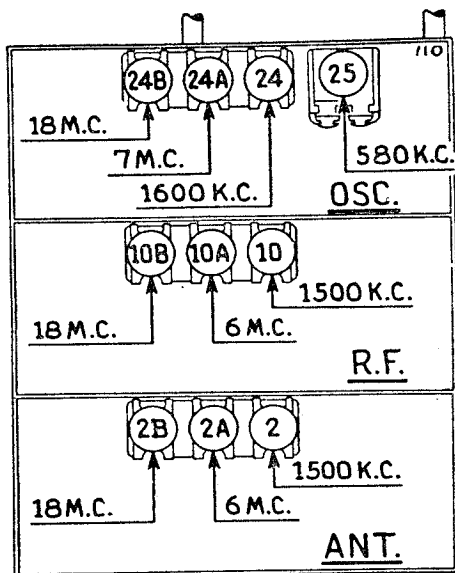 110
24B 24A 24 25
18 M.C.
7 M.C.
580 K.C.
1600 K.C.
OSC.
10B 10A 10
1500 K.C.
18 M.C.
6 M.C.
R.F.
2B 2A 2
1500 K.C.
18 M.C.
6 M.C.
ANT.